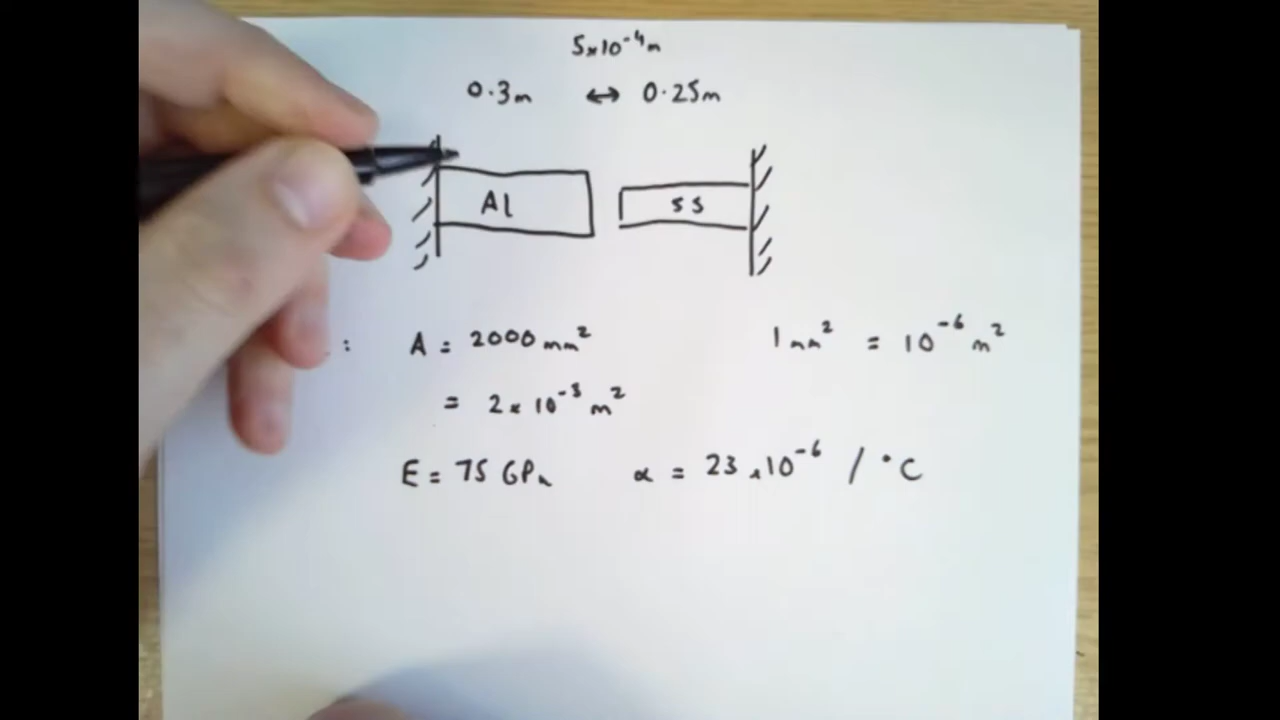 5×10⁻⁴m
0.3m ↔ 0.25m
Al SS
: A = 2000 mm² 1 mm² = 10⁻⁶ m²
= 2×10⁻³ m²
E = 75 GPa α = 23×10⁻⁶ / °C